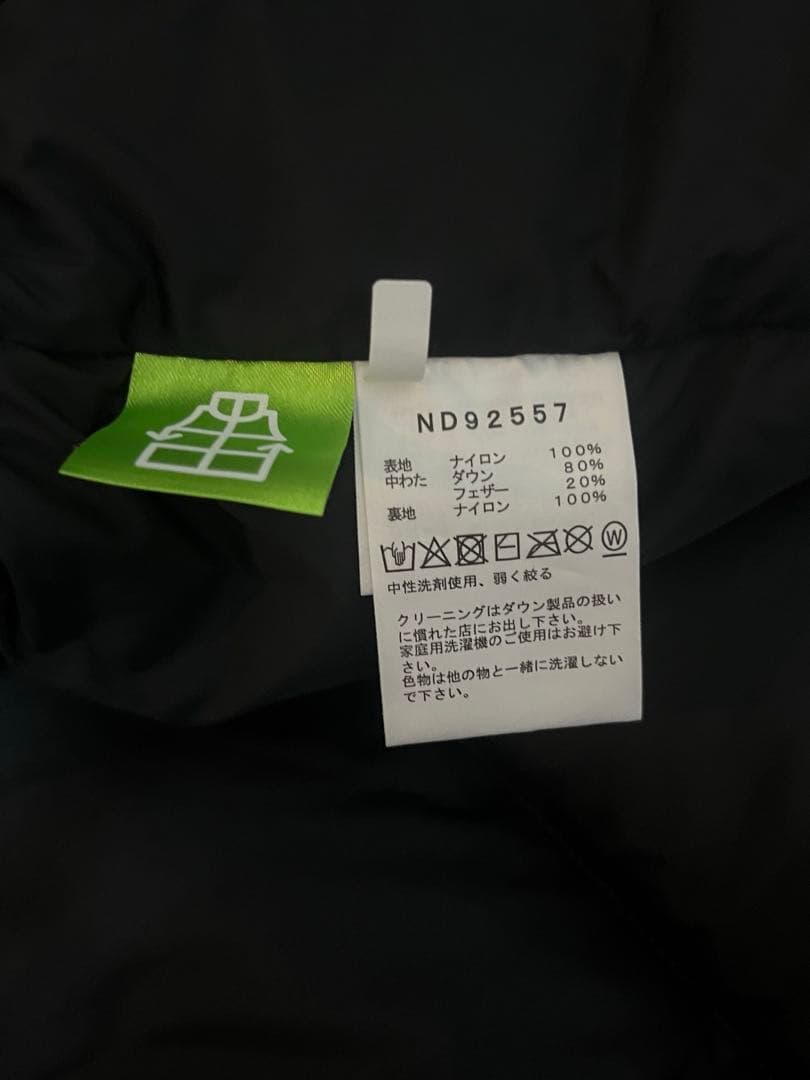 ND92557
表地 ナイロン 100%
中わた ダウン 80%
フェザー 20%
裏地 ナイロン 100%
W
中性洗剤使用、弱く絞る
クリーニングはダウン製品の扱い
に慣れた店にお出し下さい。
家庭用洗濯機のご使用はお避け下
さい。
色物は他の物と一緒に洗濯しない
で下さい。